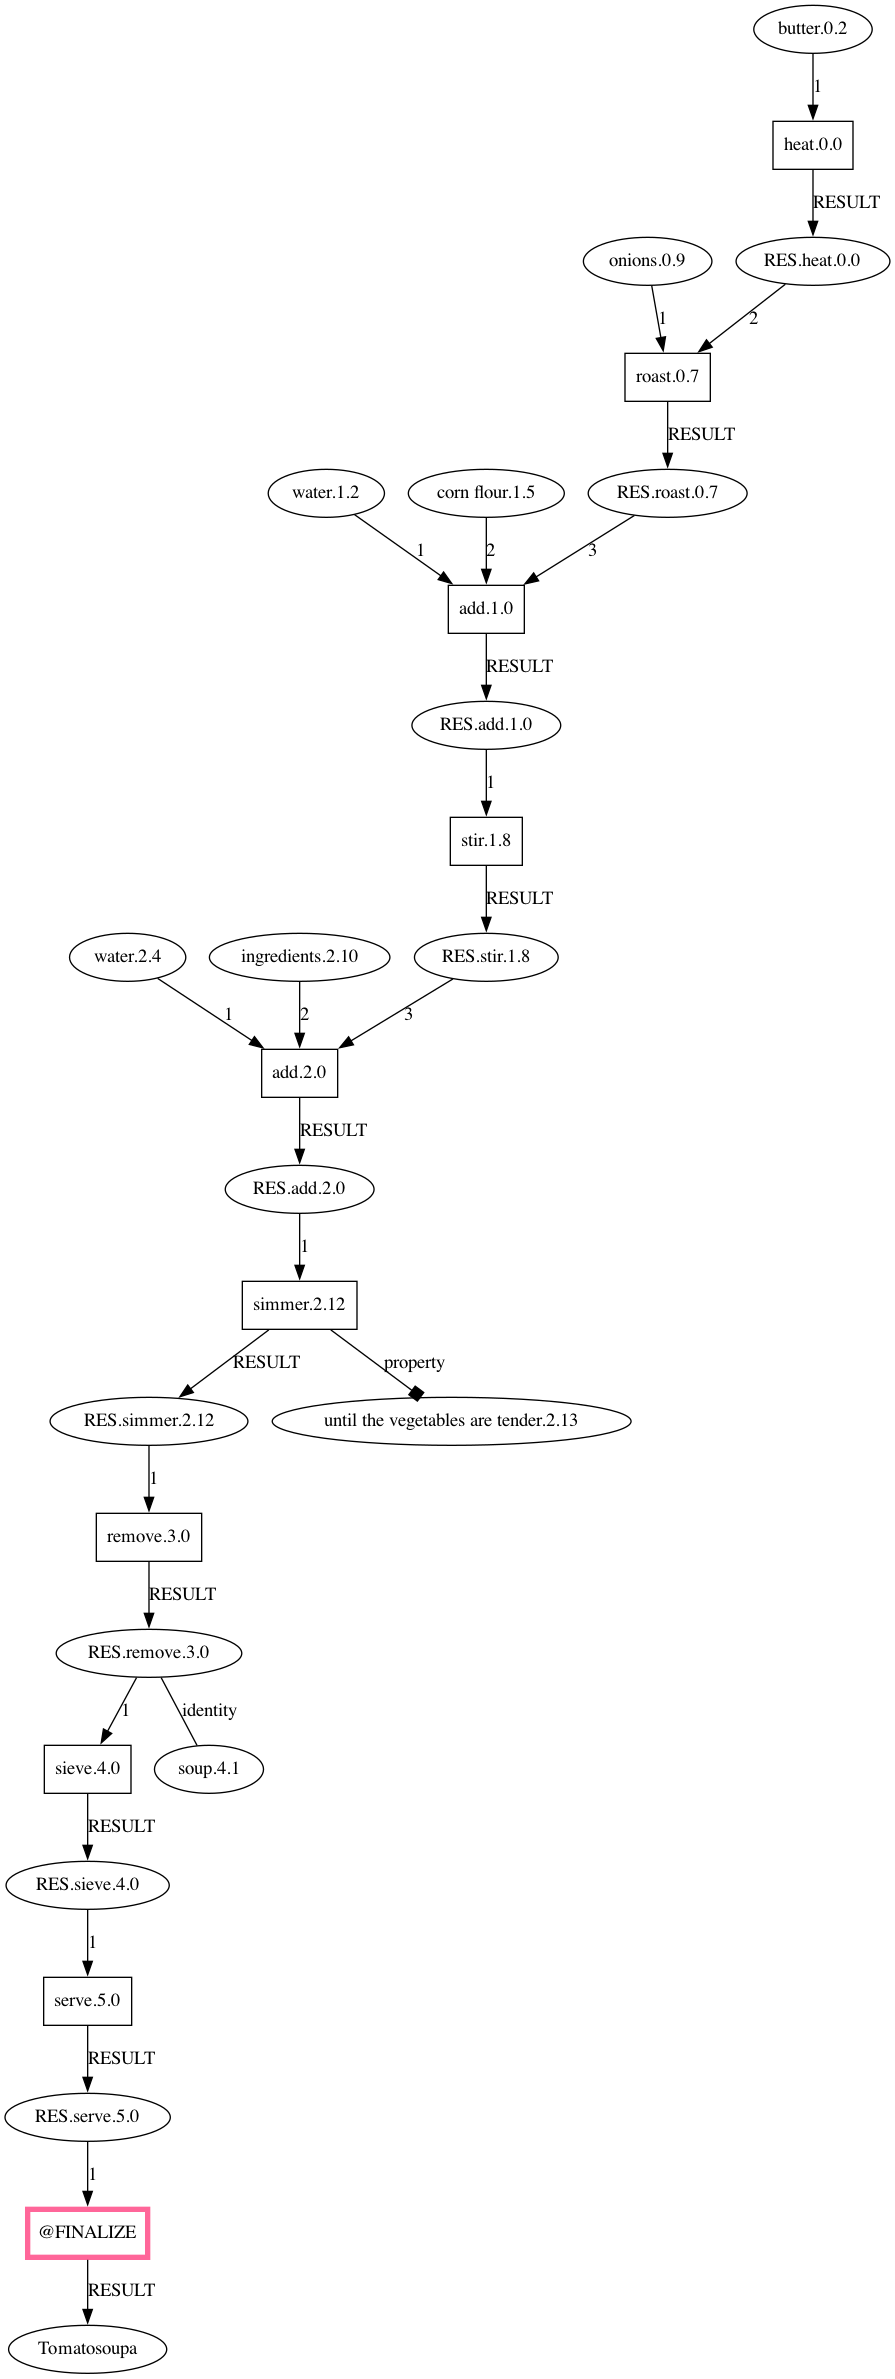 butter.0.2
1
heat.0.0
RESULT
onions.0.9
RES.heat.0.0
1
2
roast.0.7
RESULT
water.1.2
corn flour.1.5
RES.roast.0.7
1
2
3
add.1.0
RESULT
RES.add.1.0
1
stir.1.8
RESULT
water.2.4
ingredients.2.10
RES.stir.1.8
1
2
3
add.2.0
RESULT
RES.add.2.0
1
simmer.2.12
RESULT
property
RES.simmer.2.12
until the vegetables are tender.2.13
1
remove.3.0
RESULT
RES.remove.3.0
1
identity
sieve.4.0
soup.4.1
RESULT
RES.sieve.4.0
1
serve.5.0
RESULT
RES.serve.5.0
1
@FINALIZE
RESULT
Tomatosoupa